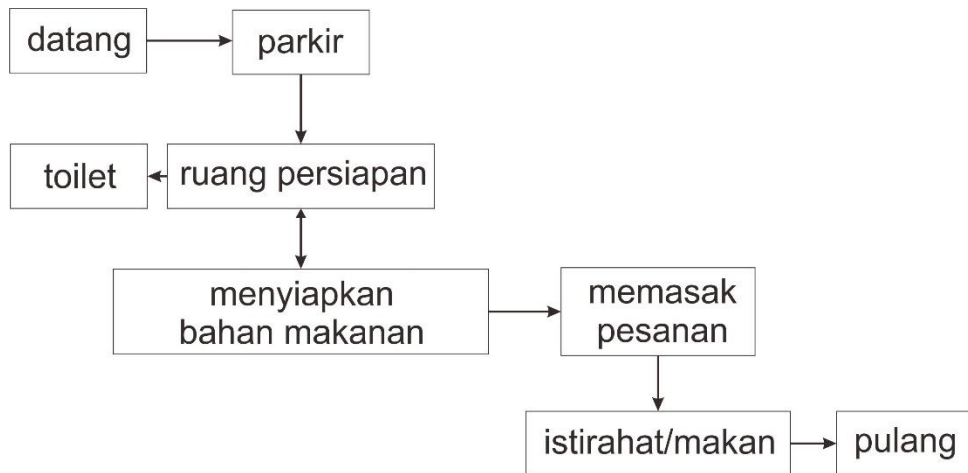 datang
parkir
toilet
ruang persiapan
menyiapkan
bahan makanan
memasak
pesanan
istirahat/makan
pulang